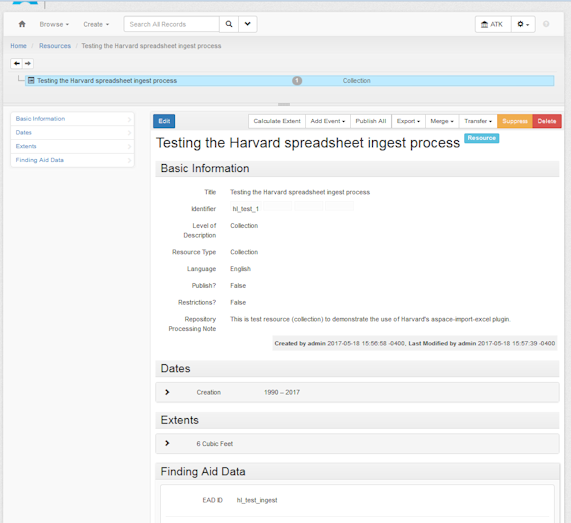 Browse Create Search All Records ATK
Home / Resources / Testing the Harvard spreadsheet ingest process
Testing the Harvard spreadsheet ingest process 1 Collection
Basic Information
Dates
Extents
Finding Aid Data
Edit Calculate Extent Add Event Publish All Export Merge Transfer Suppress Delete
Testing the Harvard spreadsheet ingest process Resource
Basic Information
Title Testing the Harvard spreadsheet ingest process
Identifier hl_test_1
Level of
Description Collection
Resource Type Collection
Language English
Publish? False
Restrictions? False
Repository
Processing Note This is test resource (collection) to demonstrate the use of Harvard's aspace-import-excel plugin.
Created by admin 2017-05-18 15:56:58 -0400, Last Modified by admin 2017-05-18 15:57:39 -0400
Dates
Creation 1990 – 2017
Extents
6 Cubic Feet
Finding Aid Data
EAD ID hl_test_ingest